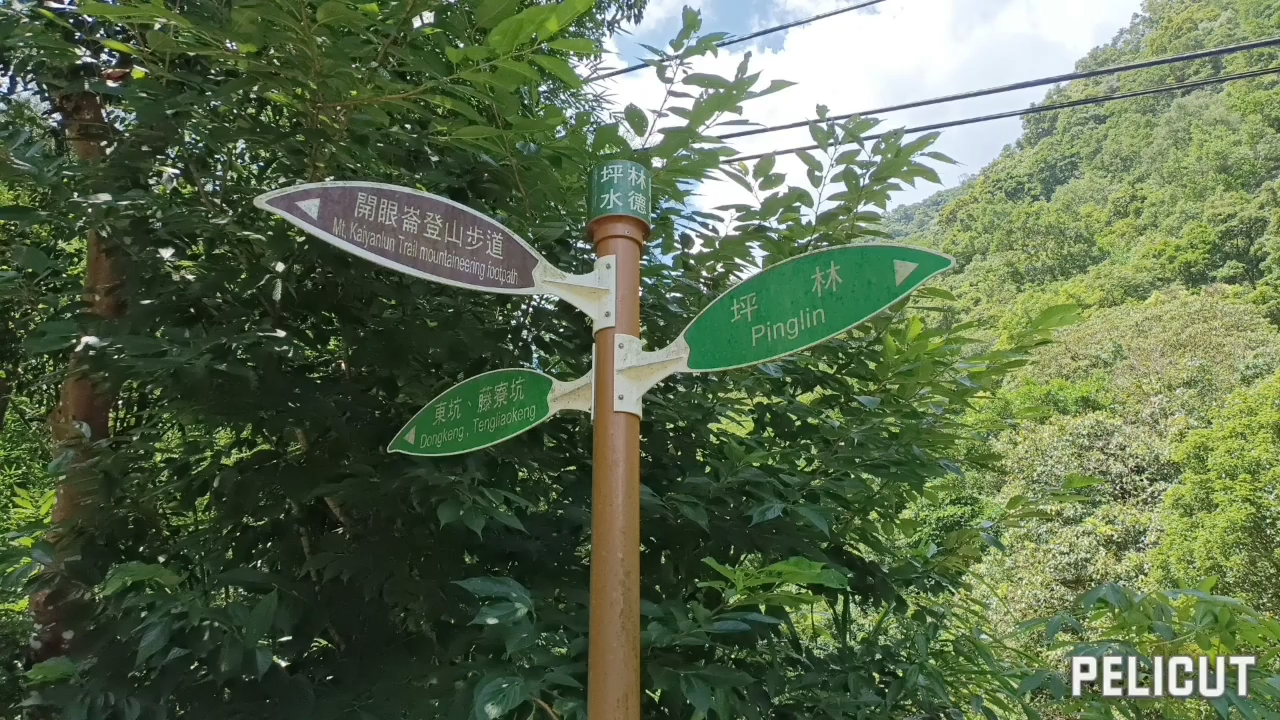 坪林
水德
開眼崙登山步道
Mt. Kaiyanlun Trail mountaineering footpath
坪林
Pinglin
東坑、藤寮坑
Dongkeng, Tengliaokeng
PELICUT